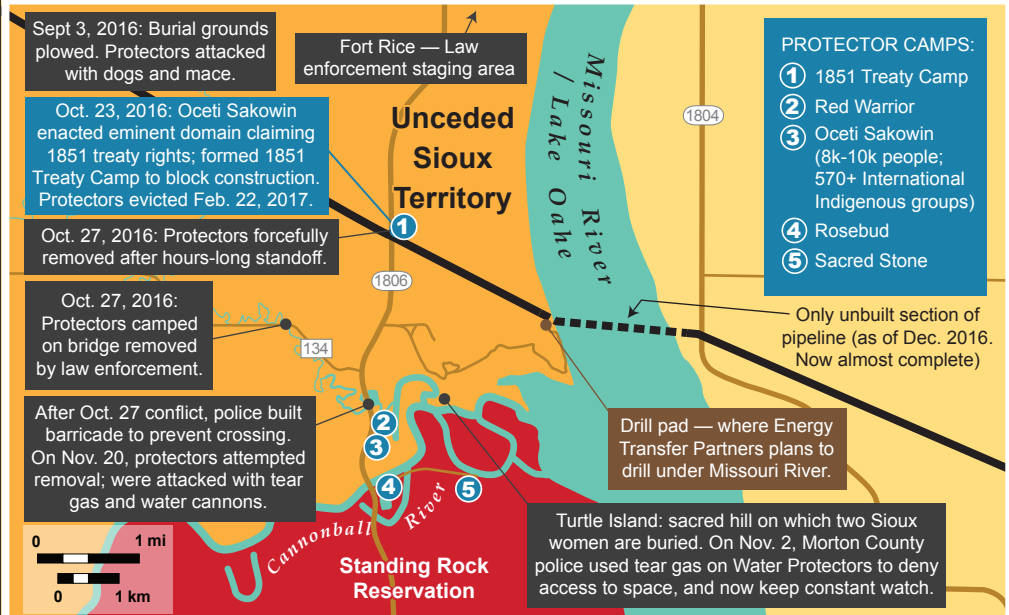 Sept 3, 2016: Burial grounds
plowed. Protectors attacked
with dogs and mace.
Fort Rice — Law
enforcement staging area
Oct. 23, 2016: Oceti Sakowin
enacted eminent domain claiming
1851 treaty rights; formed 1851
Treaty Camp to block construction.
Protectors evicted Feb. 22, 2017.
Oct. 27, 2016: Protectors forcefully
removed after hours-long standoff.
Oct. 27, 2016:
Protectors camped
on bridge removed
by law enforcement.
After Oct. 27 conflict, police built
barricade to prevent crossing.
On Nov. 20, protectors attempted
removal; were attacked with tear
gas and water cannons.
Unceded
Sioux
Territory
Missouri River
/ Lake Oahe
1804
1806
134
1
2
3
4
5
PROTECTOR CAMPS:
1 1851 Treaty Camp
2 Red Warrior
3 Oceti Sakowin
(8k-10k people;
570+ International
Indigenous groups)
4 Rosebud
5 Sacred Stone
Only unbuilt section of
pipeline (as of Dec. 2016.
Now almost complete)
Drill pad — where Energy
Transfer Partners plans to
drill under Missouri River.
Turtle Island: sacred hill on which two Sioux
women are buried. On Nov. 2, Morton County
police used tear gas on Water Protectors to deny
access to space, and now keep constant watch.
Cannonball River
Standing Rock
Reservation
0 1 mi
0 1 km